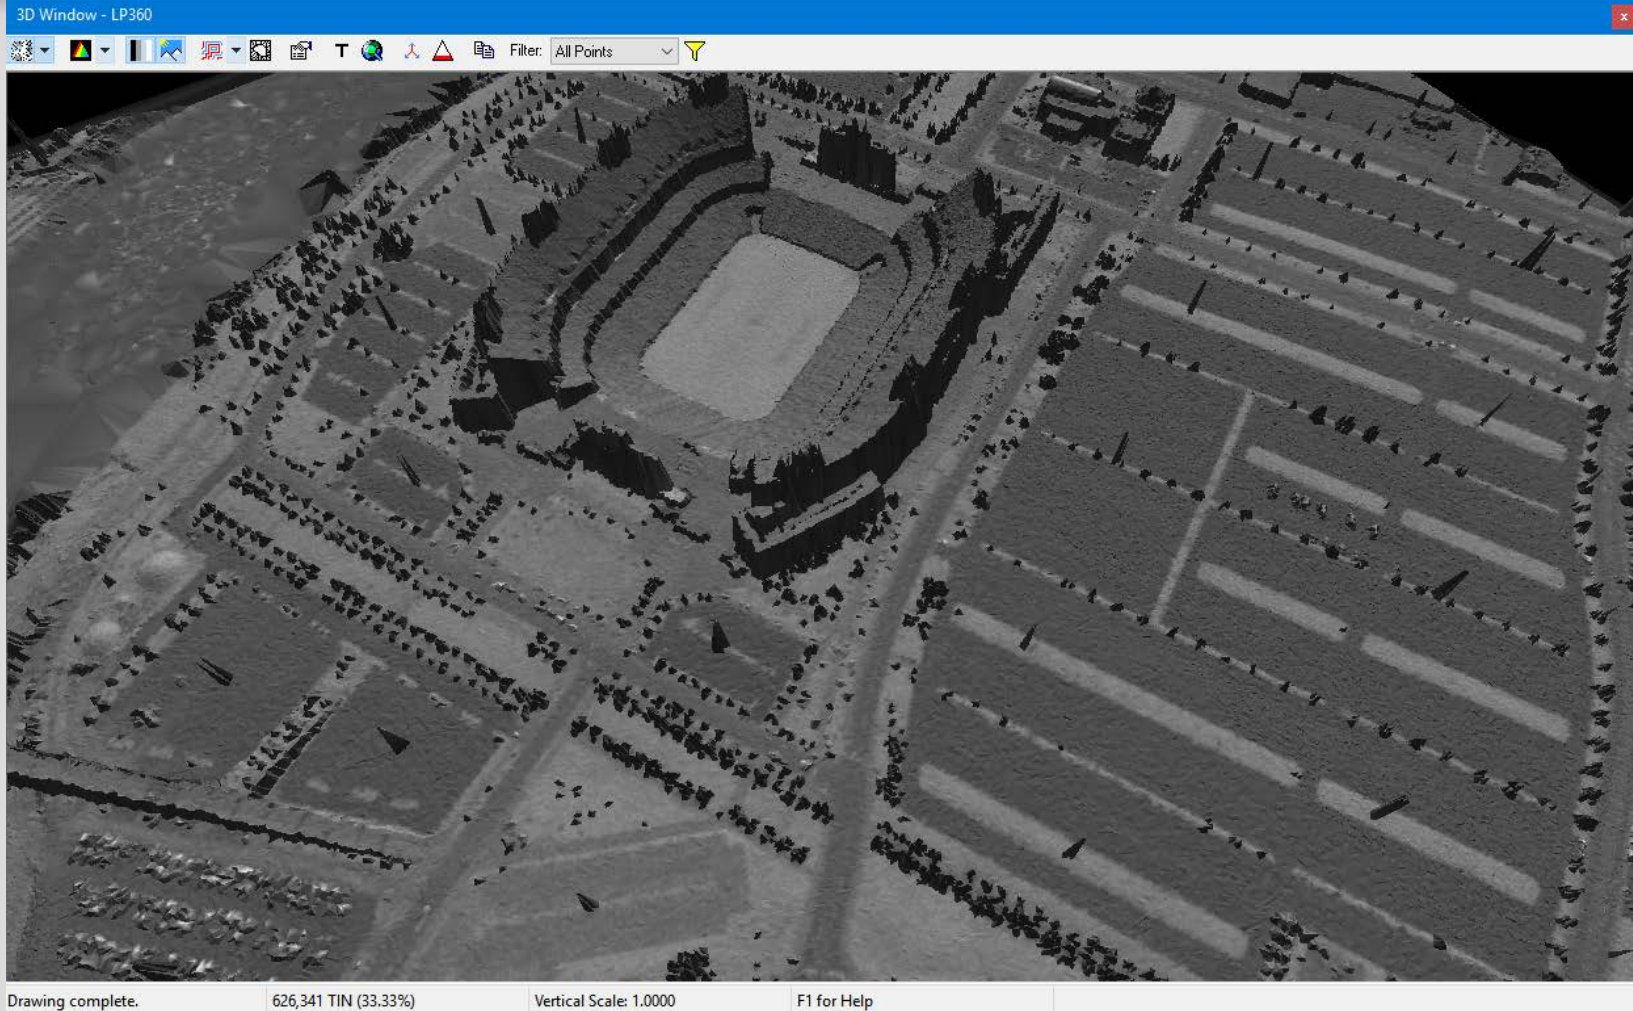 3D Window - LP360
x
T
Filter: All Points
Drawing complete.
626,341 TIN (33.33%)
Vertical Scale: 1.0000
F1 for Help